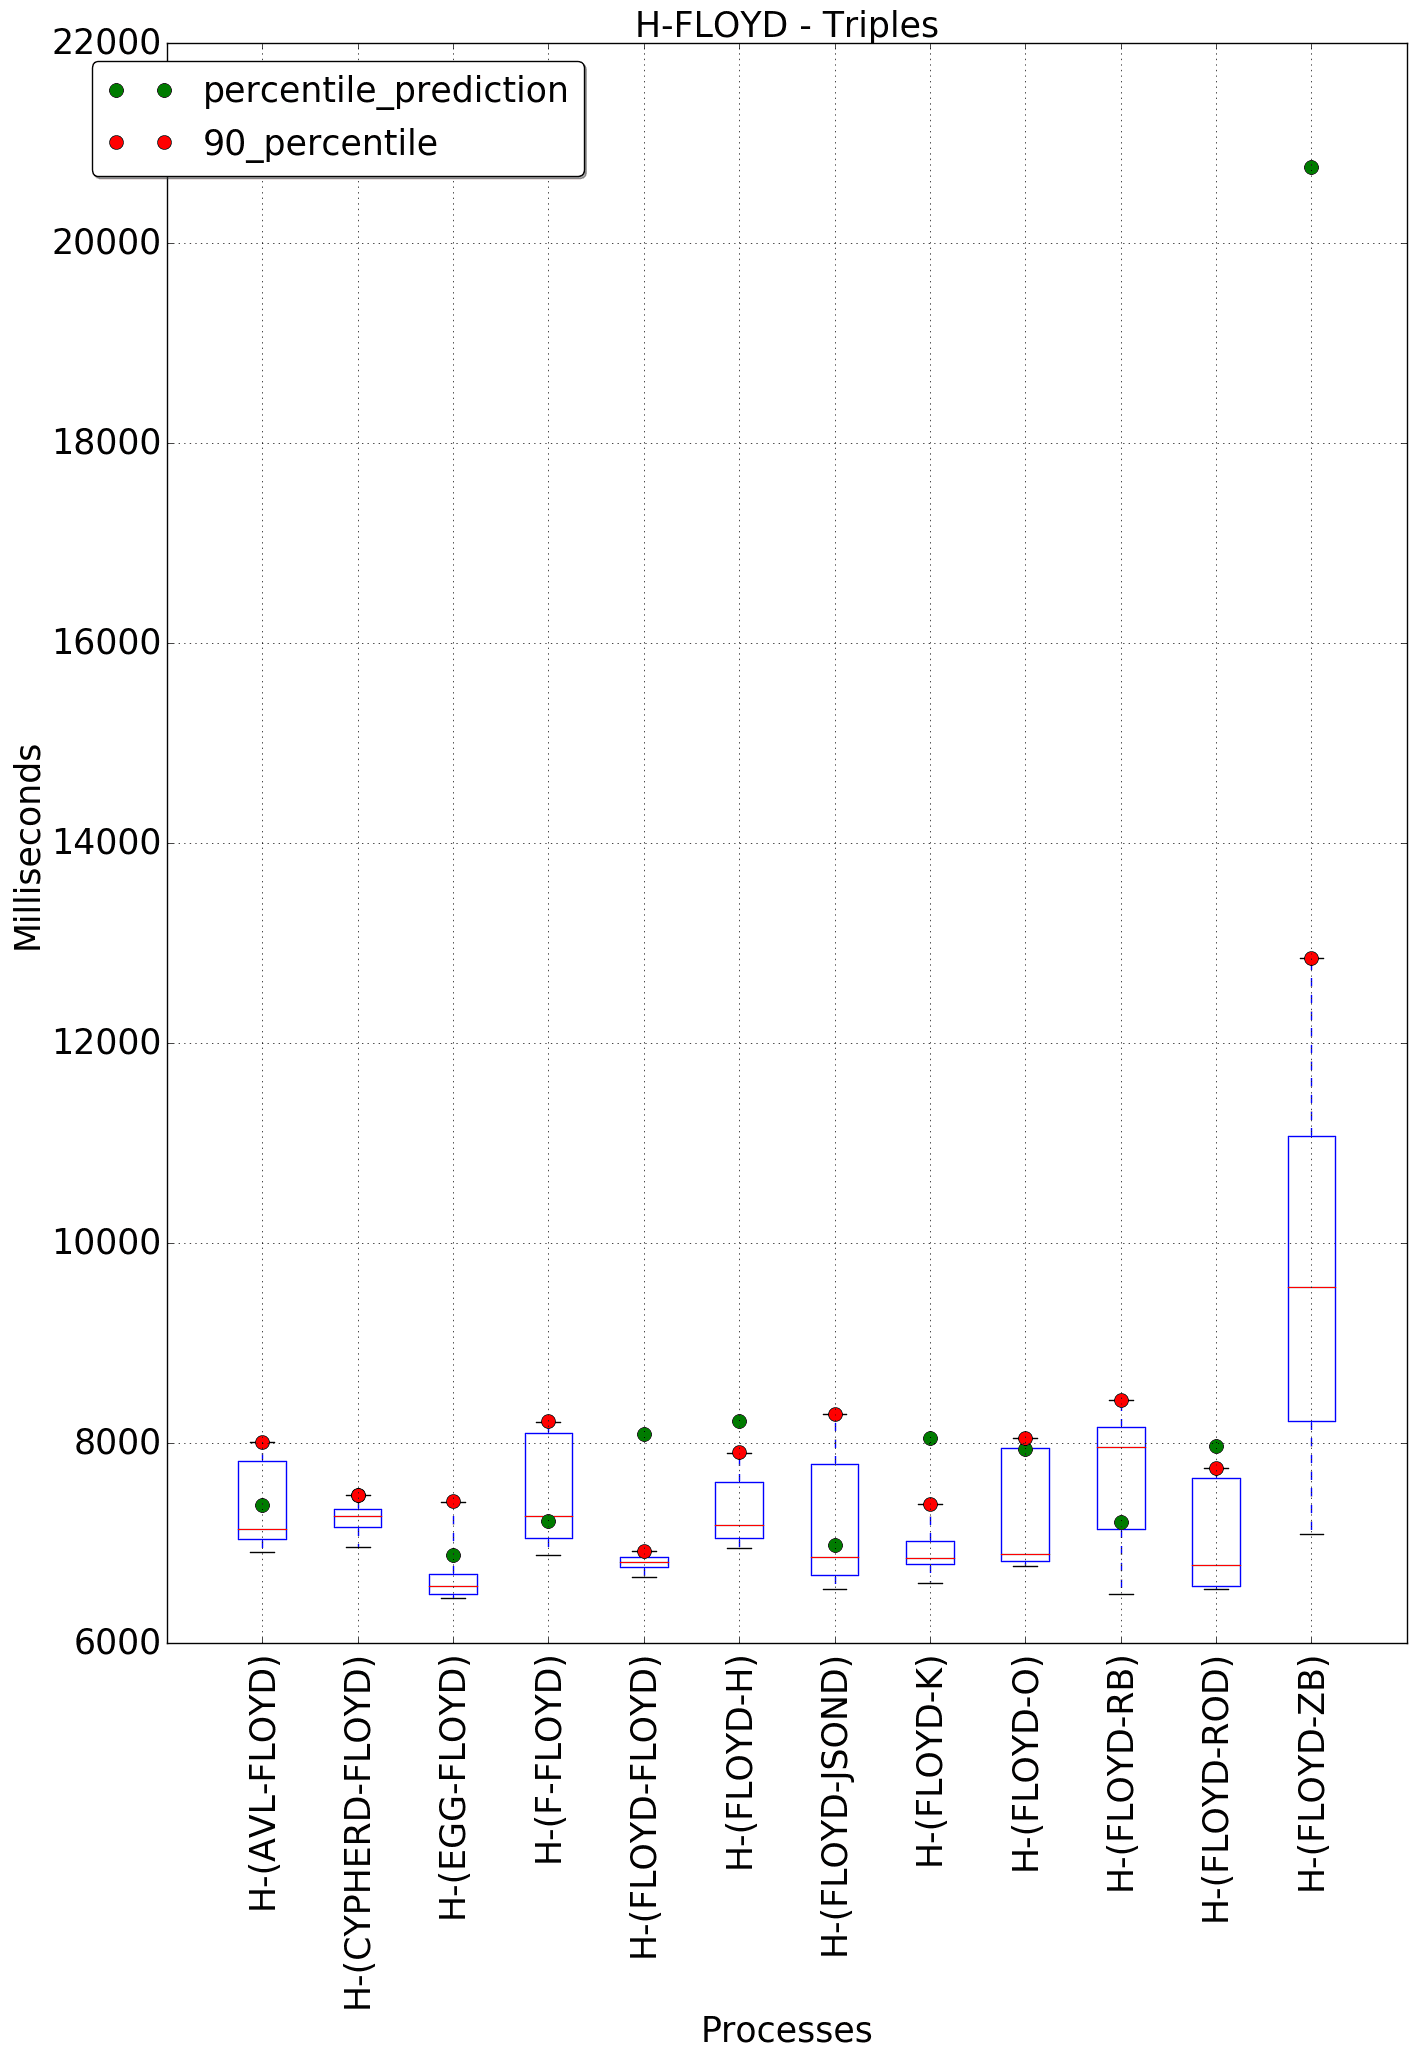 H-FLOYD - Triples
percentile_prediction
90_percentile
22000
20000
18000
16000
14000
12000
10000
8000
6000
Milliseconds
H-(AVL-FLOYD)
H-(CYPHERD-FLOYD)
H-(EGG-FLOYD)
H-(F-FLOYD)
H-(FLOYD-FLOYD)
H-(FLOYD-H)
H-(FLOYD-JSOND)
H-(FLOYD-K)
H-(FLOYD-O)
H-(FLOYD-RB)
H-(FLOYD-ROD)
H-(FLOYD-ZB)
Processes